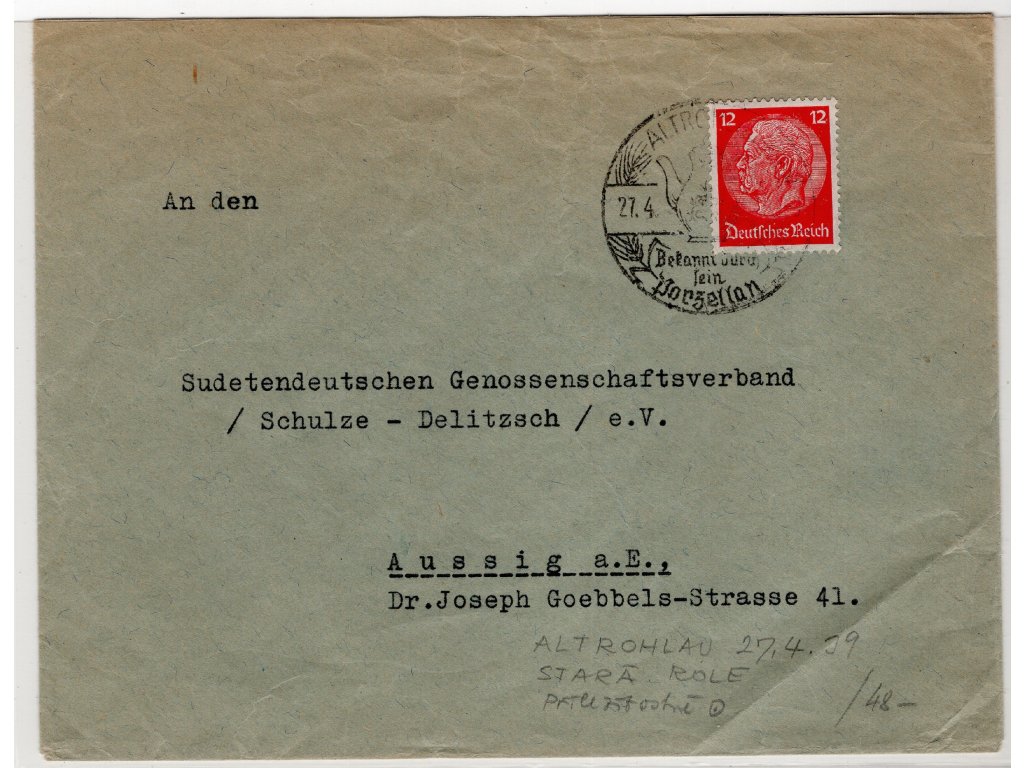 12 12
Deutsches Reich
ALTRO
27.4.
Bekannt durch
sein
Porzellan
An den
Sudetendeutschen Genossenschaftsverband
/ Schulze - Delitzsch / e.V.
Aussig a.E.,
Dr.Joseph Goebbels-Strasse 41.
ALTROHLAU 27.4.39
STARÁ ROLE
/48-